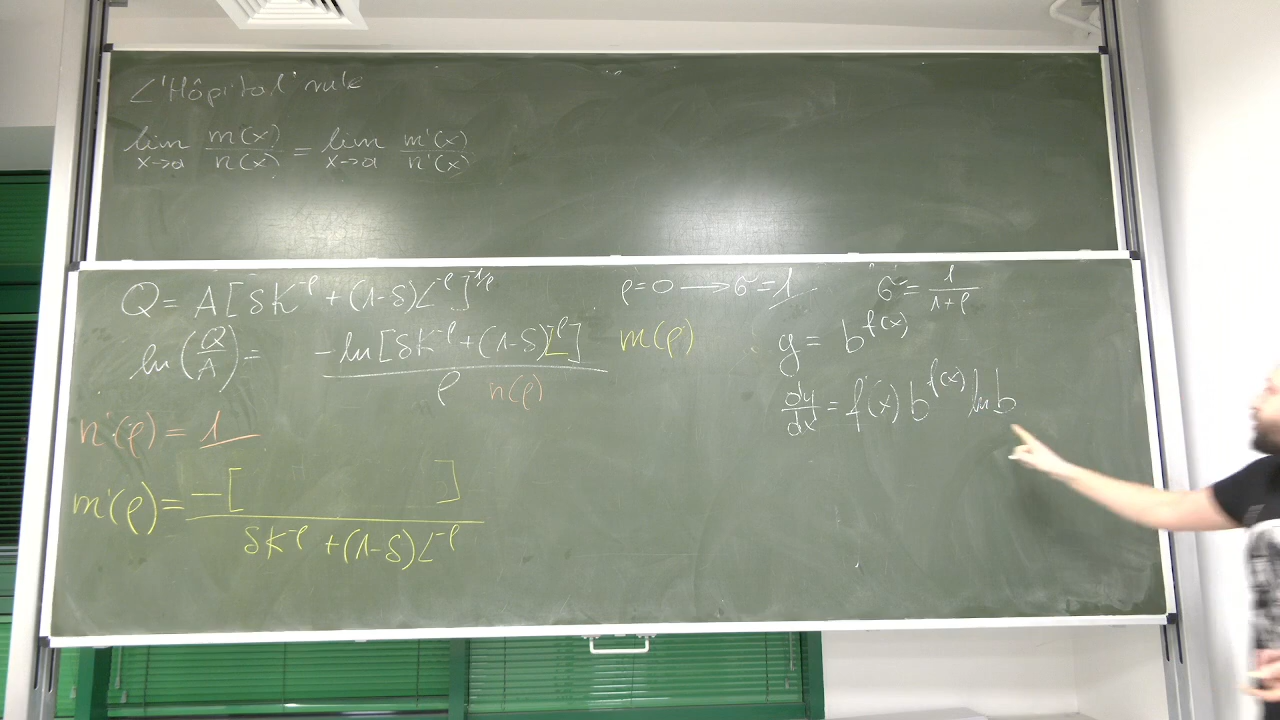 L'Hôpital' rule
lim x→a m(x)/n(x) = lim x→a m'(x)/n'(x)
Q = A[δK^-ρ + (1-δ)L^-ρ]^-1/ρ
ρ=0 → σ=1
σ = 1/(1+ρ)
ln(Q/A) = -ln[δK^-ρ + (1-δ)L^-ρ]/ρ
m(ρ)
n(ρ)
y = b^f(x)
dy/dx = f'(x) b^f(x) ln b
n'(ρ) = 1
m'(ρ) = -[ ]/(δK^-ρ + (1-δ)L^-ρ)